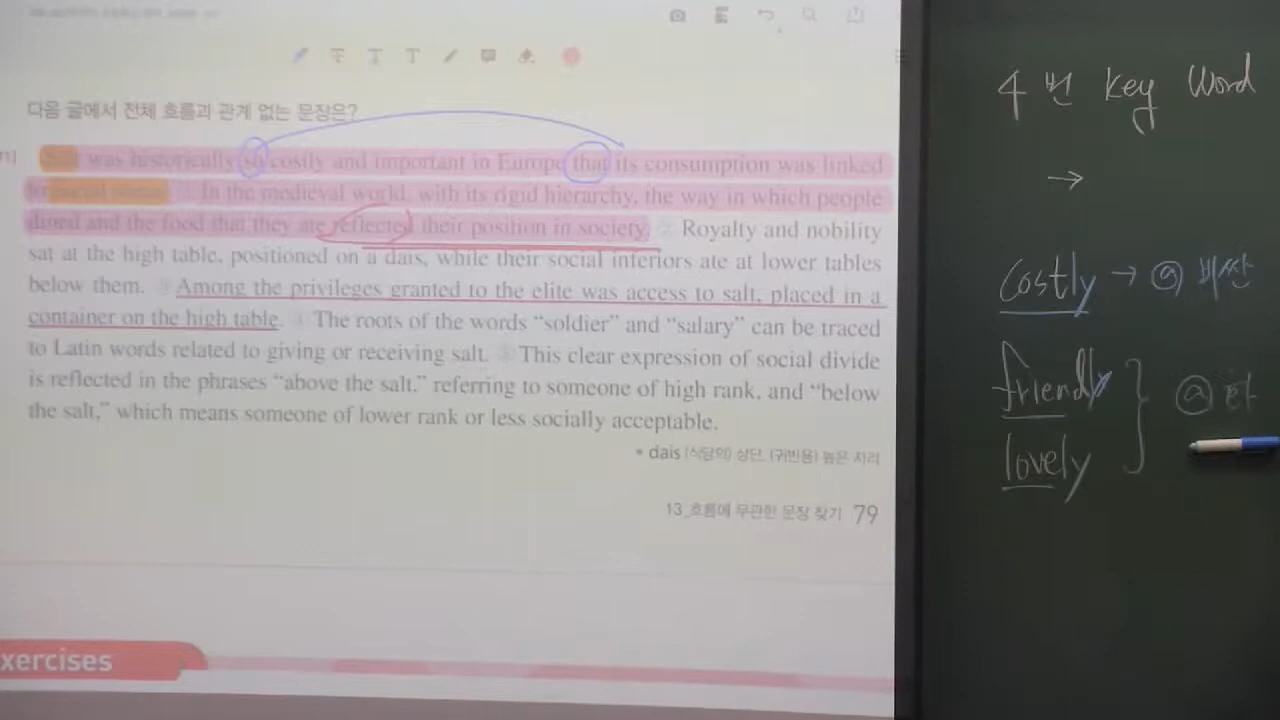 다음 글에서 전체 흐름과 관계 없는 문장은?
was historically so costly and important in Europe that its consumption was linked
In the medieval world, with its rigid hierarchy, the way in which people
dined and the food that they ate reflected their position in society. Royalty and nobility
sat at the high table, positioned on a dais, while their social inferiors ate at lower tables
below them. ③ Among the privileges granted to the elite was access to salt, placed in a
container on the high table. ④ The roots of the words “soldier” and “salary” can be traced
to Latin words related to giving or receiving salt. ⑤ This clear expression of social divide
is reflected in the phrases “above the salt,” referring to someone of high rank, and “below
the salt,” which means someone of lower rank or less socially acceptable.
* dais (식당의) 상단, (귀빈용) 높은 자리
13_흐름에 무관한 문장 찾기 79
xercises
4번 key word
→
costly → ⓐ 비싼
friendly
lovely